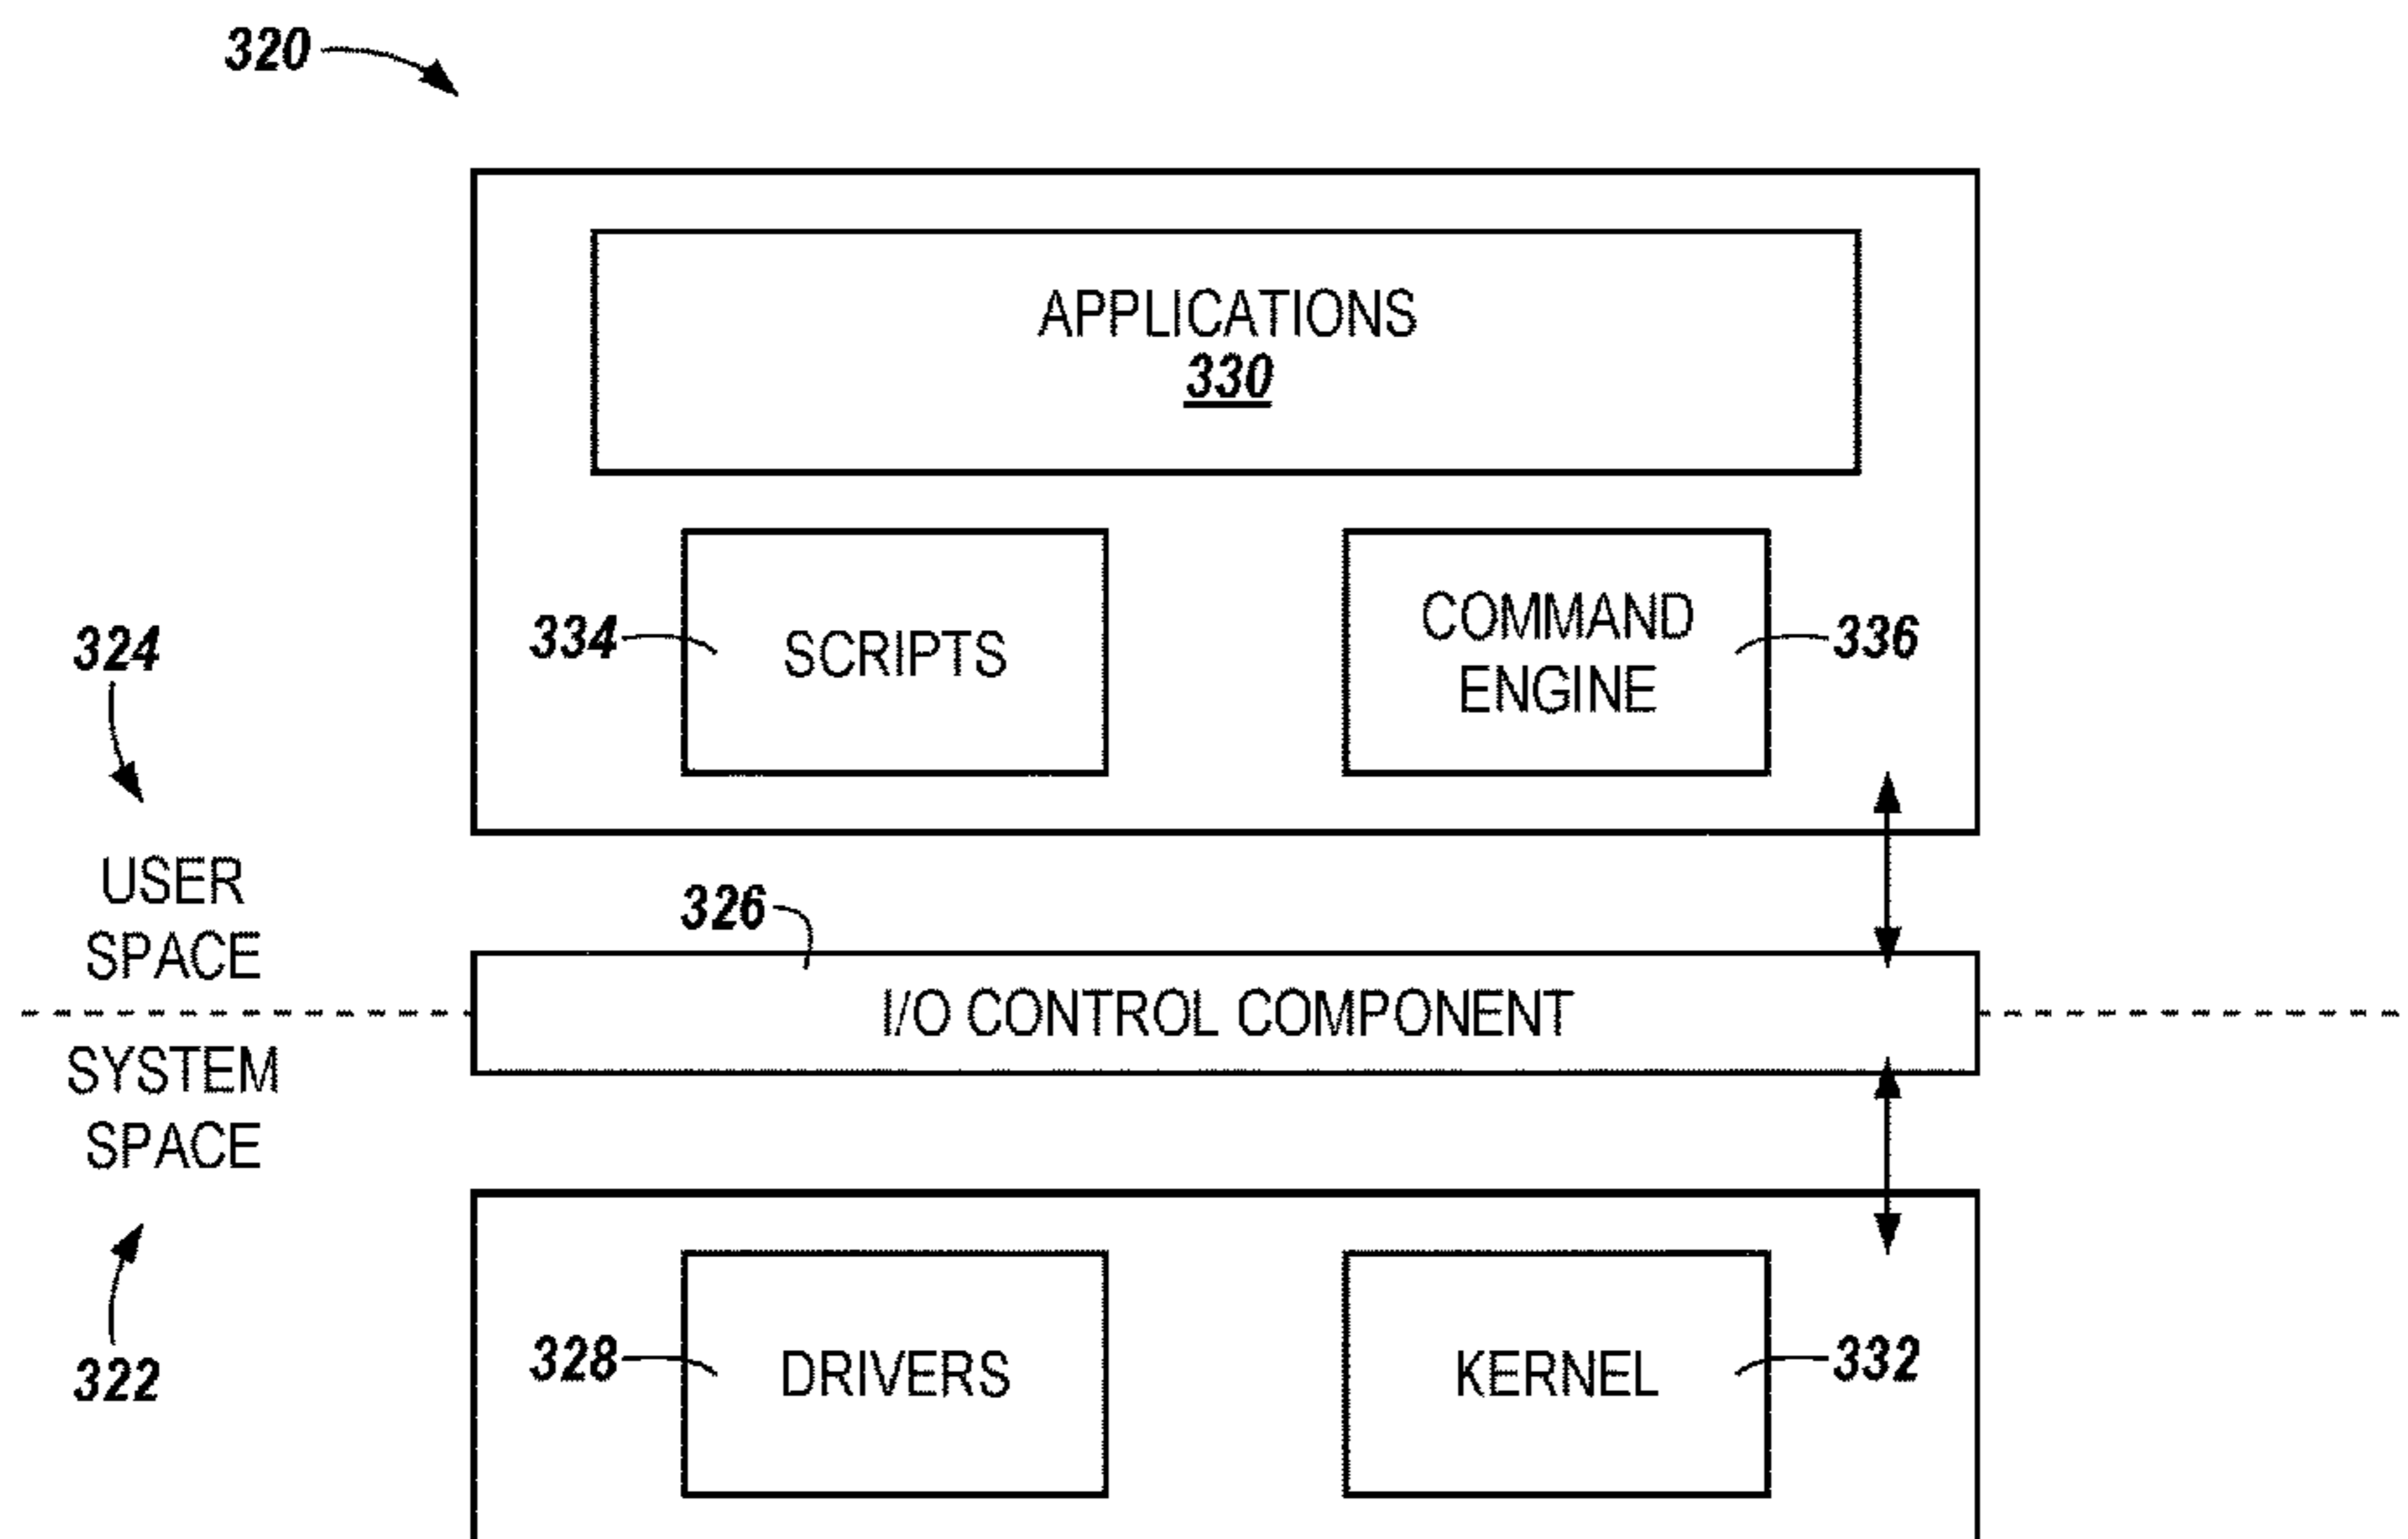 320
APPLICATIONS
330
334
SCRIPTS
COMMAND
ENGINE
336
324
USER
SPACE
326
I/O CONTROL COMPONENT
SYSTEM
SPACE
322
328
DRIVERS
KERNEL
332